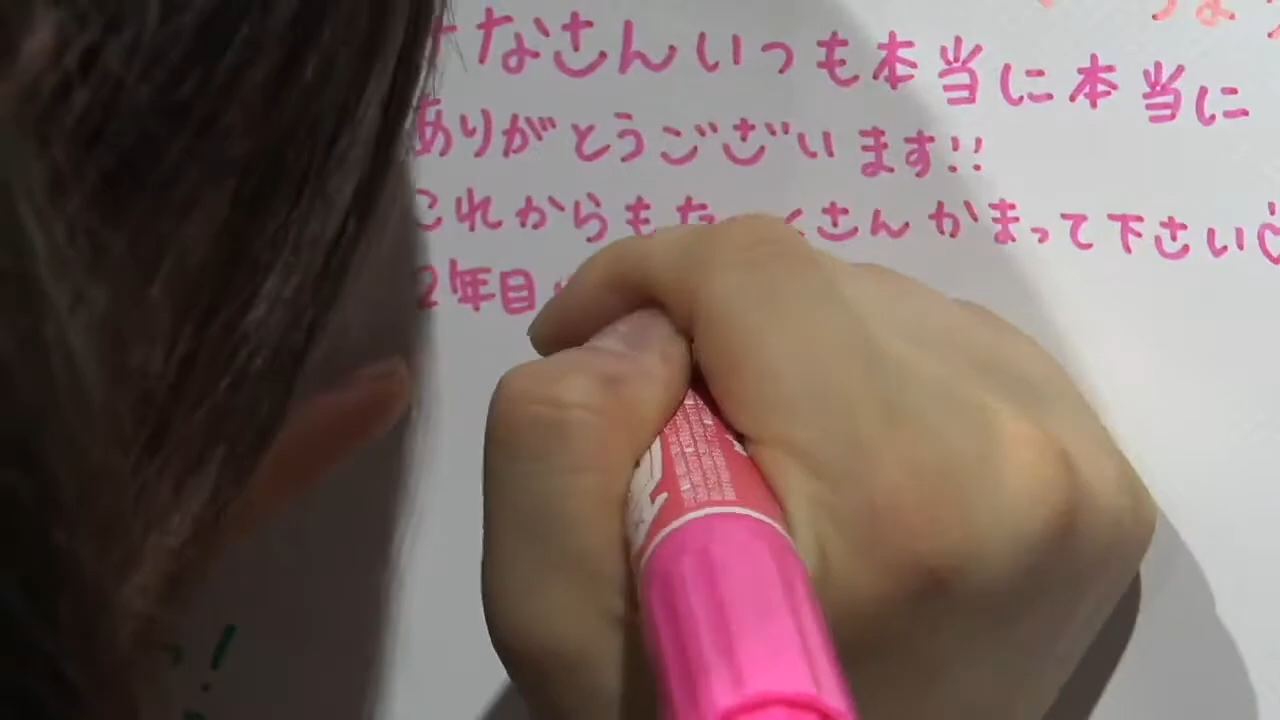 なさんいつも本当に本当に
ありがとうございます!!
これからもたくさんかまって下さい
2年目